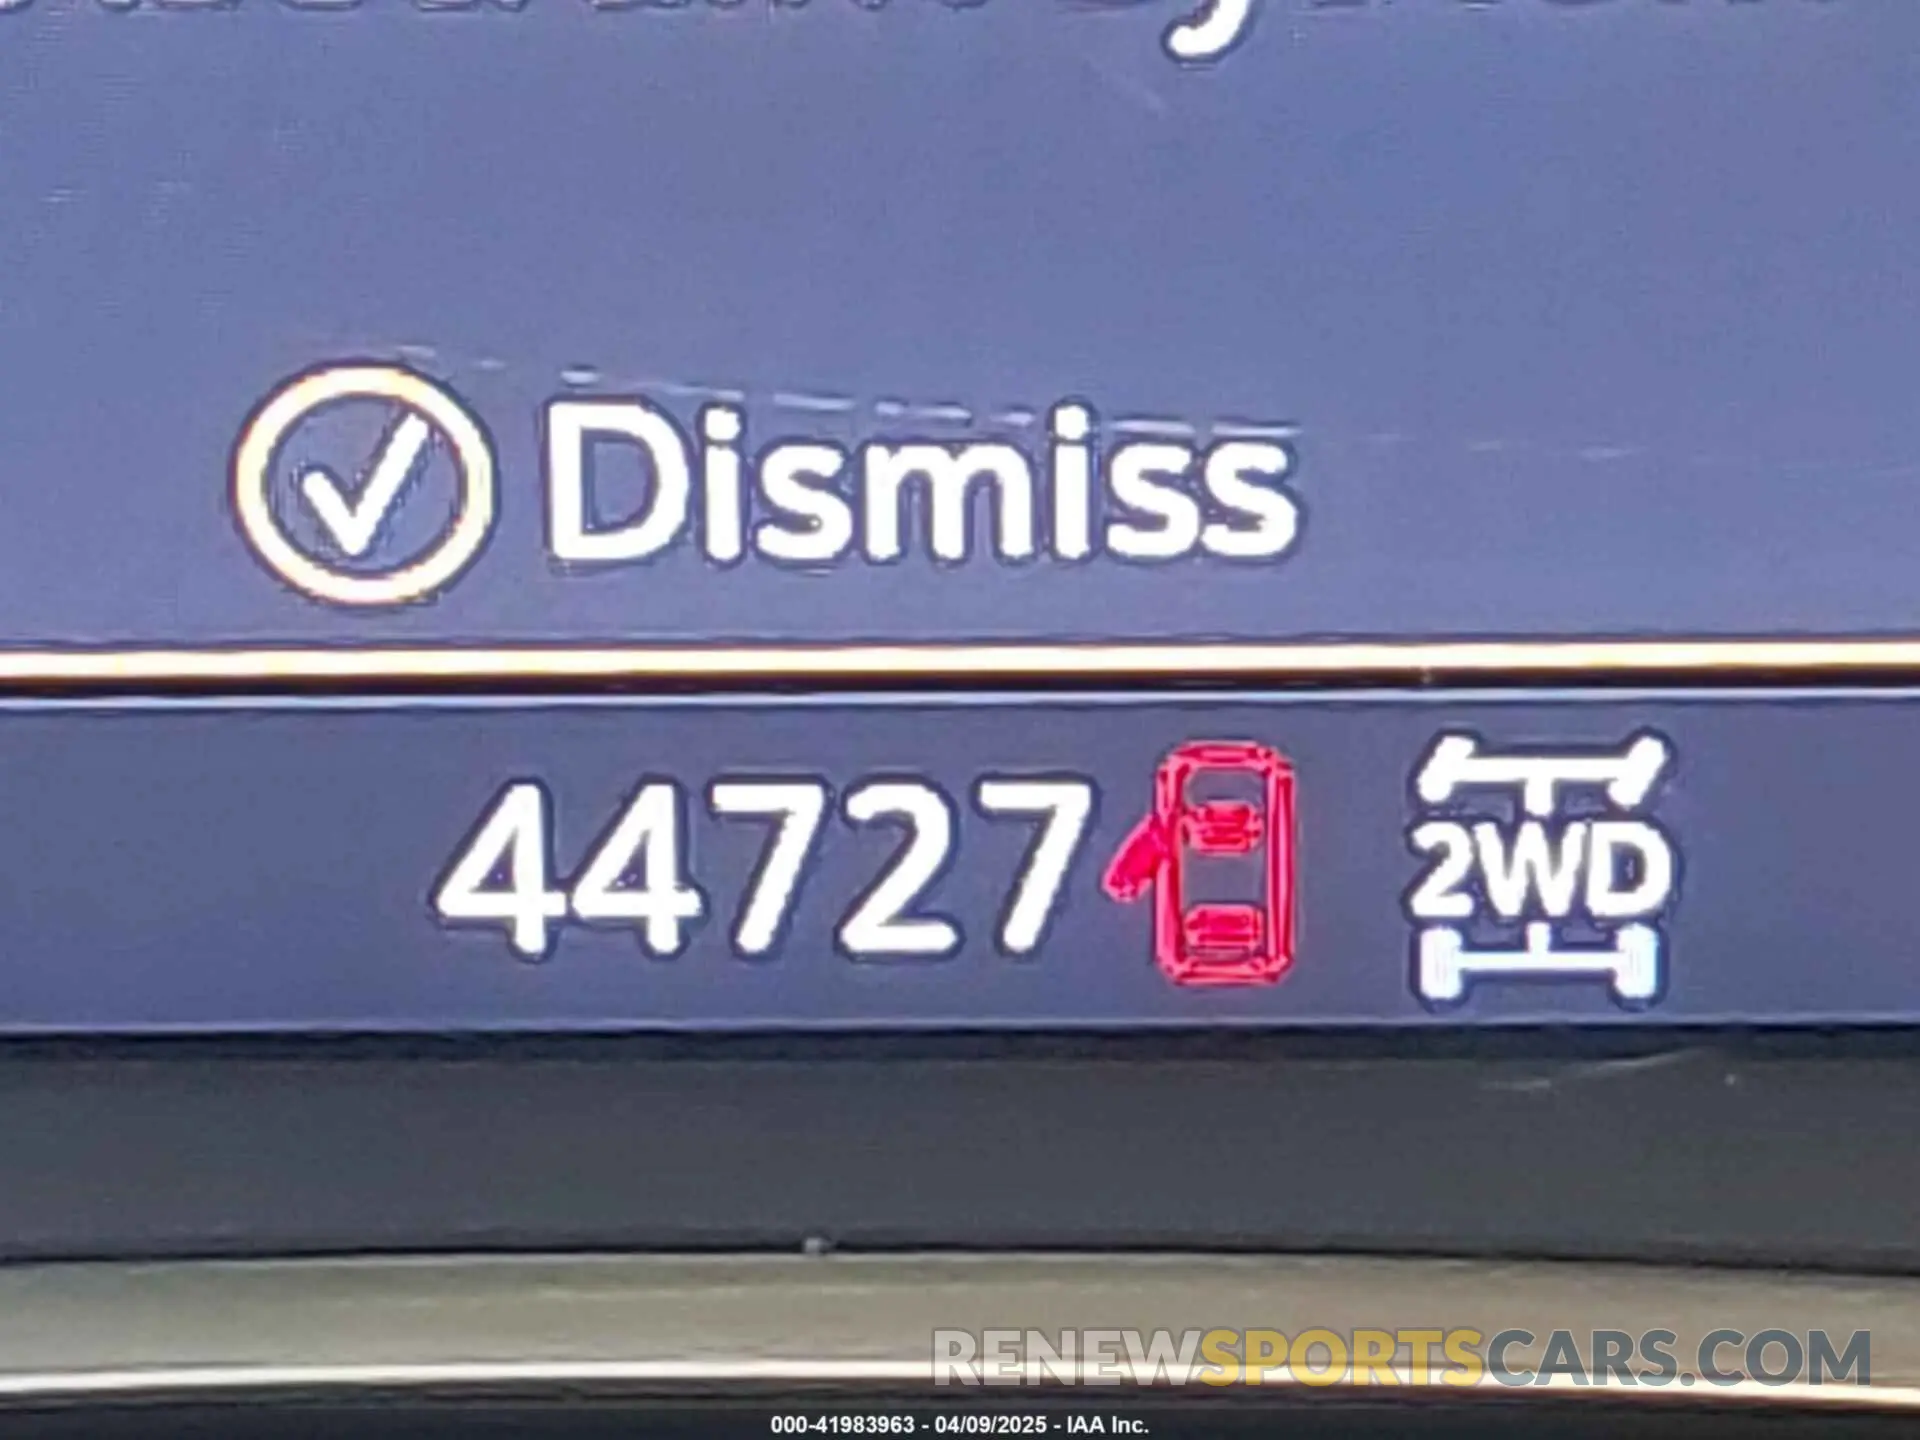 Dismiss
44727
2WD
RENEWSPORTSCARS.COM
000-41983963 - 04/09/2025 - IAA Inc.